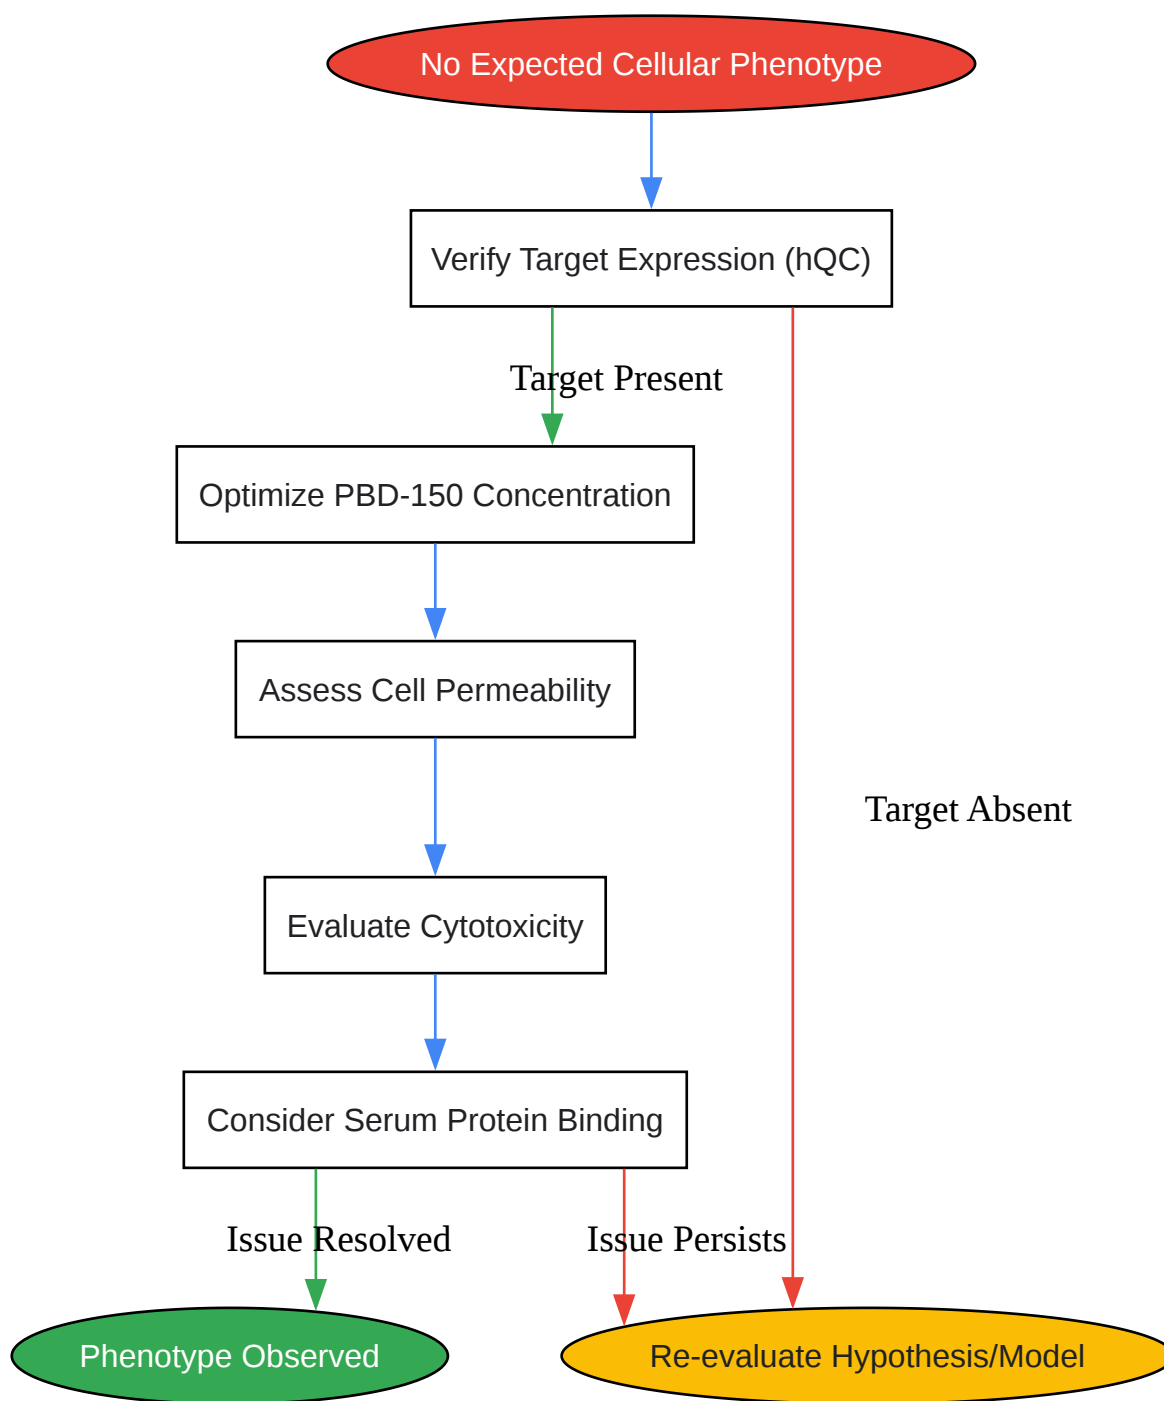 No Expected Cellular Phenotype
Verify Target Expression (hQC)
Target Present
Optimize PBD-150 Concentration
Assess Cell Permeability
Target Absent
Evaluate Cytotoxicity
Consider Serum Protein Binding
Issue Resolved
Issue Persists
Phenotype Observed
Re-evaluate Hypothesis/Model